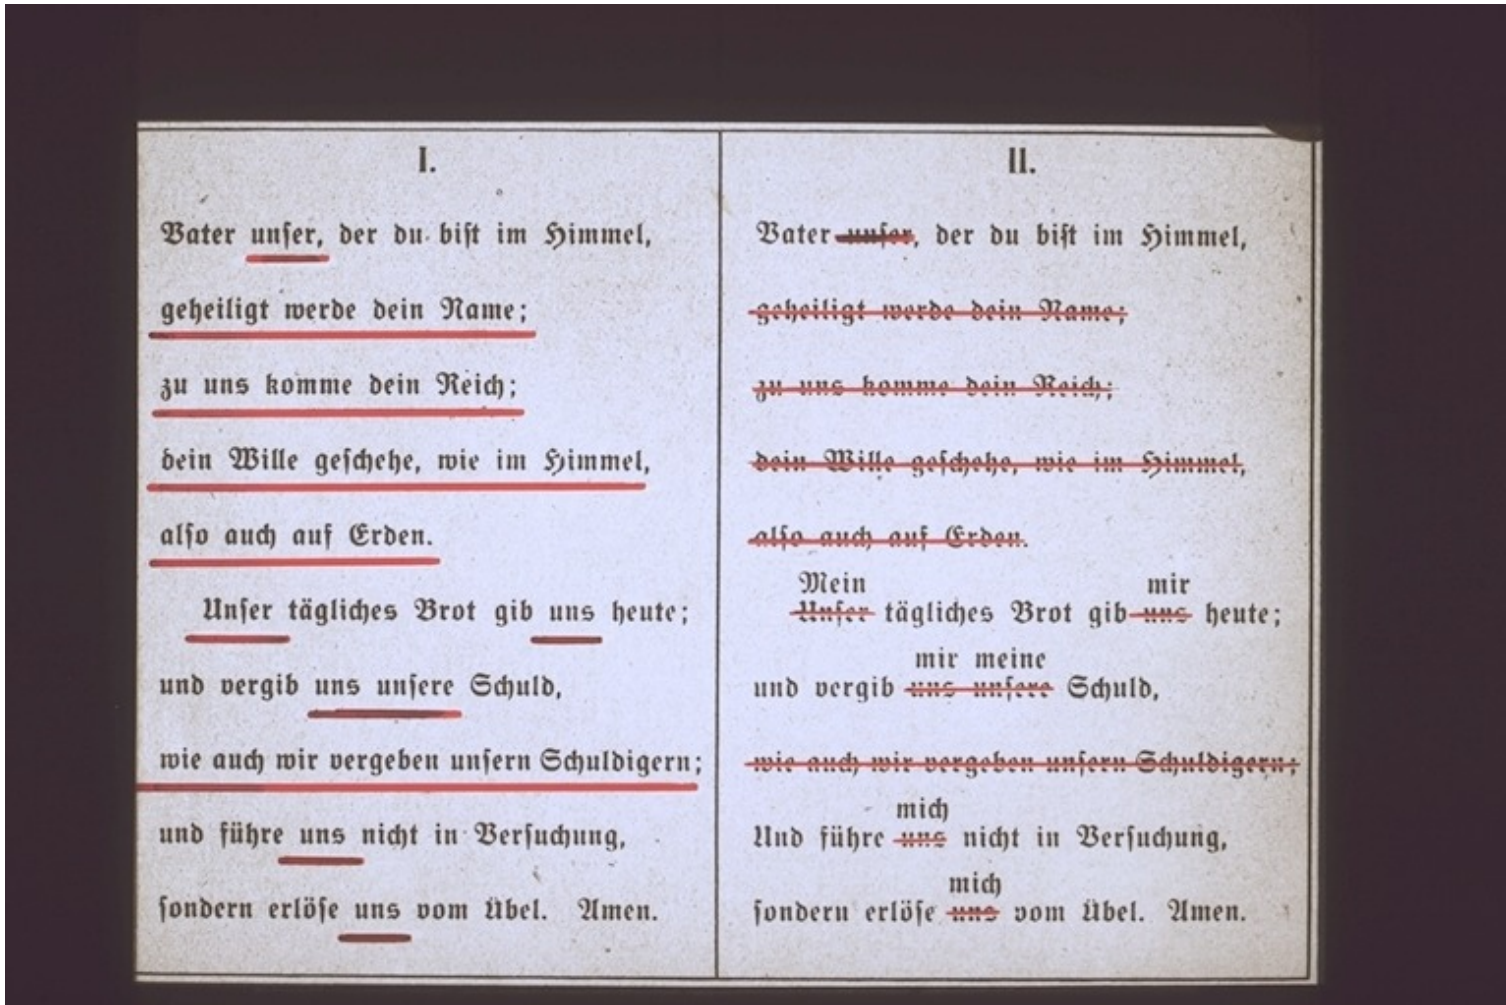 I.
Vater unser, der du bist im Himmel,
geheiligt werde dein Name;
zu uns komme dein Reich;
dein Wille geschehe, wie im Himmel,
also auch auf Erden.
Unser tägliches Brot gib uns heute;
und vergib uns unsere Schuld,
wie auch wir vergeben unsern Schuldigern;
und führe uns nicht in Versuchung,
sondern erlöse uns vom Übel. Amen.
II.
Vater unser, der du bist im Himmel,
geheiligt werde dein Name;
zu uns komme dein Reich;
dein Wille geschehe, wie im Himmel,
also auch auf Erden.
Mein mir
Unser tägliches Brot gib uns heute;
mir meine
und vergib uns unsere Schuld,
wie auch wir vergeben unsern Schuldigern;
mich
Und führe uns nicht in Versuchung,
mich
sondern erlöse uns vom Übel. Amen.